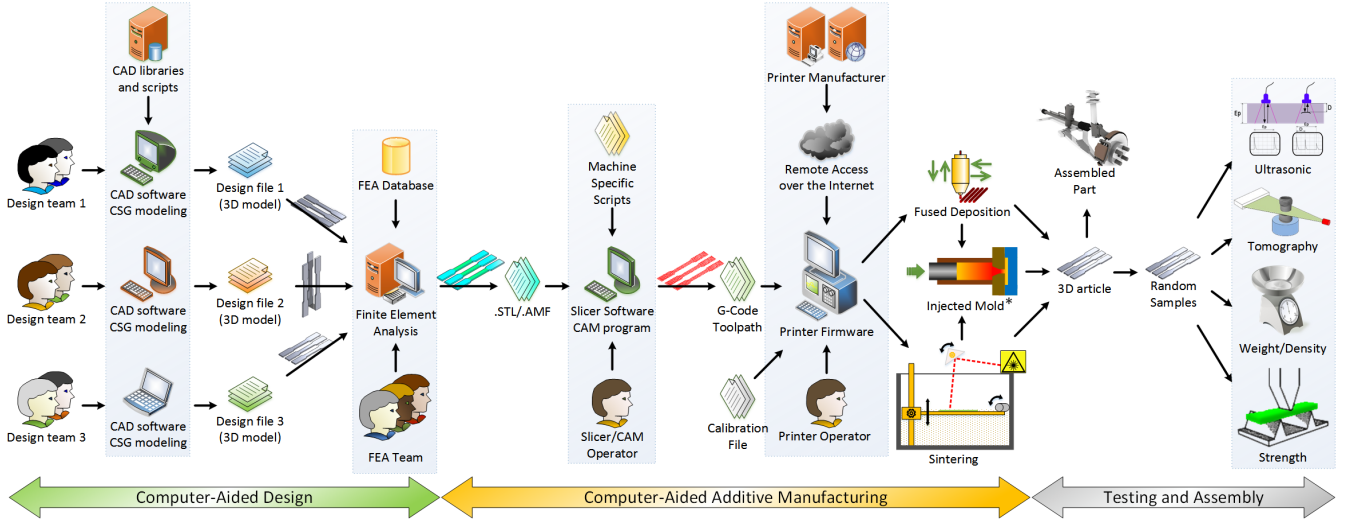 CAD libraries
and scripts
Design team 1
CAD software
CSG modeling
Design file 1
(3D model)
Design team 2
CAD software
CSG modeling
Design file 2
(3D model)
Design team 3
CAD software
CSG modeling
Design file 3
(3D model)
FEA Database
Finite Element
Analysis
FEA Team
.STL/.AMF
Machine
Specific
Scripts
Slicer Software
CAM program
Slicer/CAM
Operator
G-Code
Toolpath
Calibration
File
Printer Manufacturer
Remote Access
over the Internet
Printer Firmware
Printer Operator
Fused Deposition
Injected Mold*
Sintering
Assembled
Part
3D article
Random
Samples
Ep
D
Ultrasonic
Tomography
Weight/Density
Strength
Computer-Aided Design
Computer-Aided Additive Manufacturing
Testing and Assembly